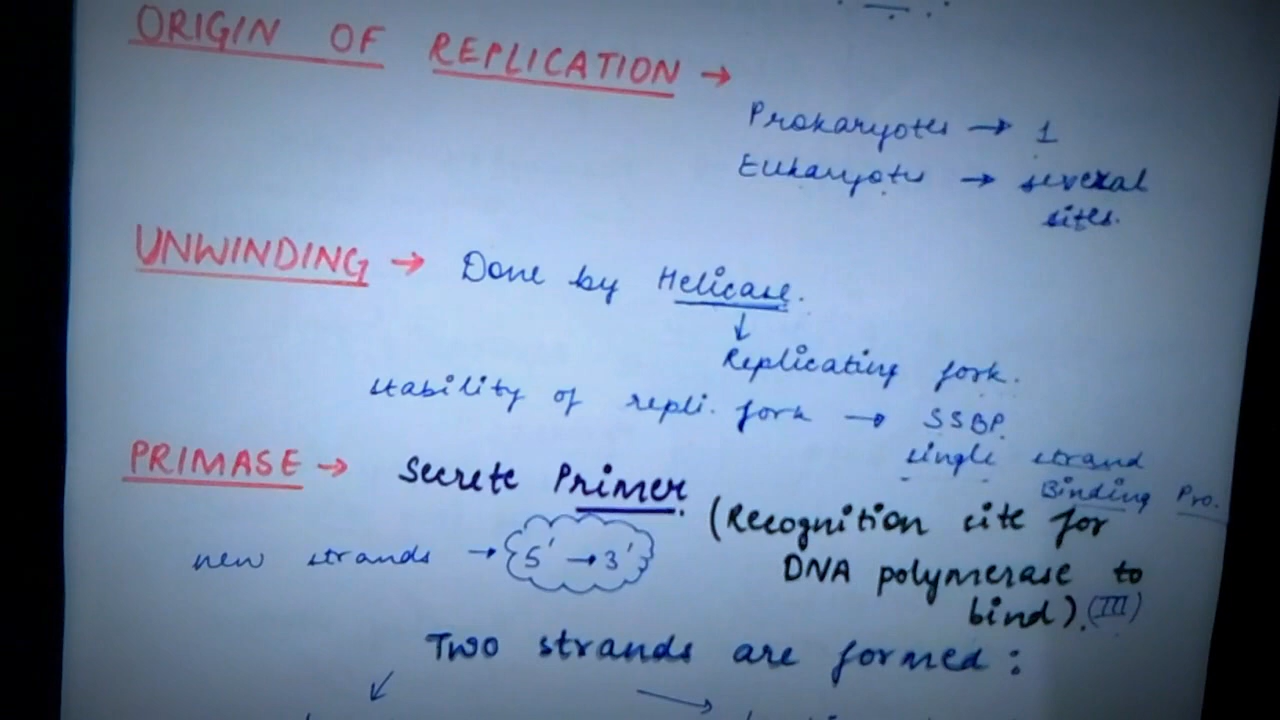 ORIGIN OF REPLICATION →
Prokaryotes → 1
Eukaryotes → several
sites.
UNWINDING → Done by Helicase.
↓
Replicating fork.
stability of repli. fork → SSBP.
single strand
Binding Pro.
PRIMASE → Secrete Primer.
(Recognition site for
DNA polymerase to
bind). (III)
new strands → 5' → 3'
Two strands are formed :